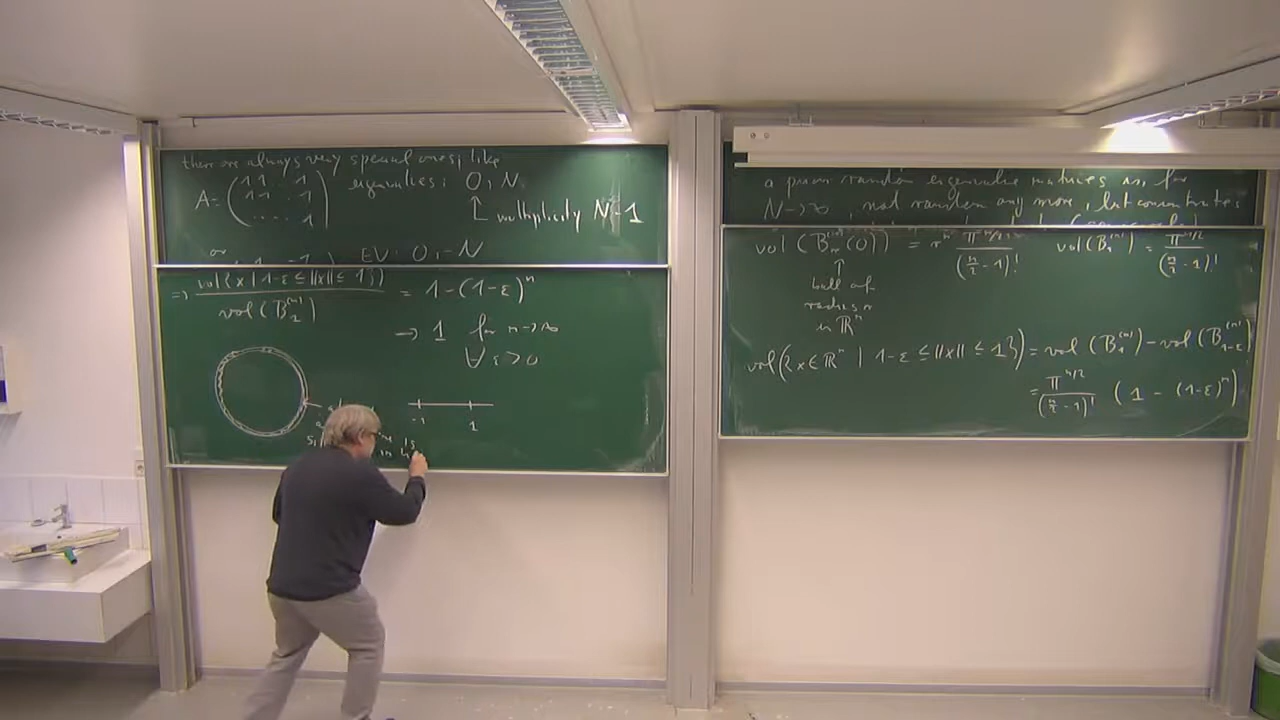 there are always very special ones, like
A = ( 1 1 . . 1
1 1 . . 1
. . . . 1 )
eigenvalues: 0, N
↑ multiplicity N-1
or EV: 0, -N
⇒ vol{x | 1-ε ≤ ||x|| ≤ 1}) / vol(B_1^(n)) = 1-(1-ε)^n
→ 1 for n→∞
∀ ε>0
-1 1
a priori random eigenvalue matrices is, for
N→∞, not random any more, but concentrates
vol(B_r^(n)(0)) = r^n π^{n/2} / (n/2 - 1)! vol(B_1^(n)) = π^{n/2} / (n/2 - 1)!
↑
ball of
radius r
in ℝ^n
vol({x∈ℝ^n | 1-ε ≤ ||x|| ≤ 1}) = vol(B_1^(n)) - vol(B_{1-ε}^(n))
= π^{n/2} / (n/2 - 1)! (1 - (1-ε)^n)